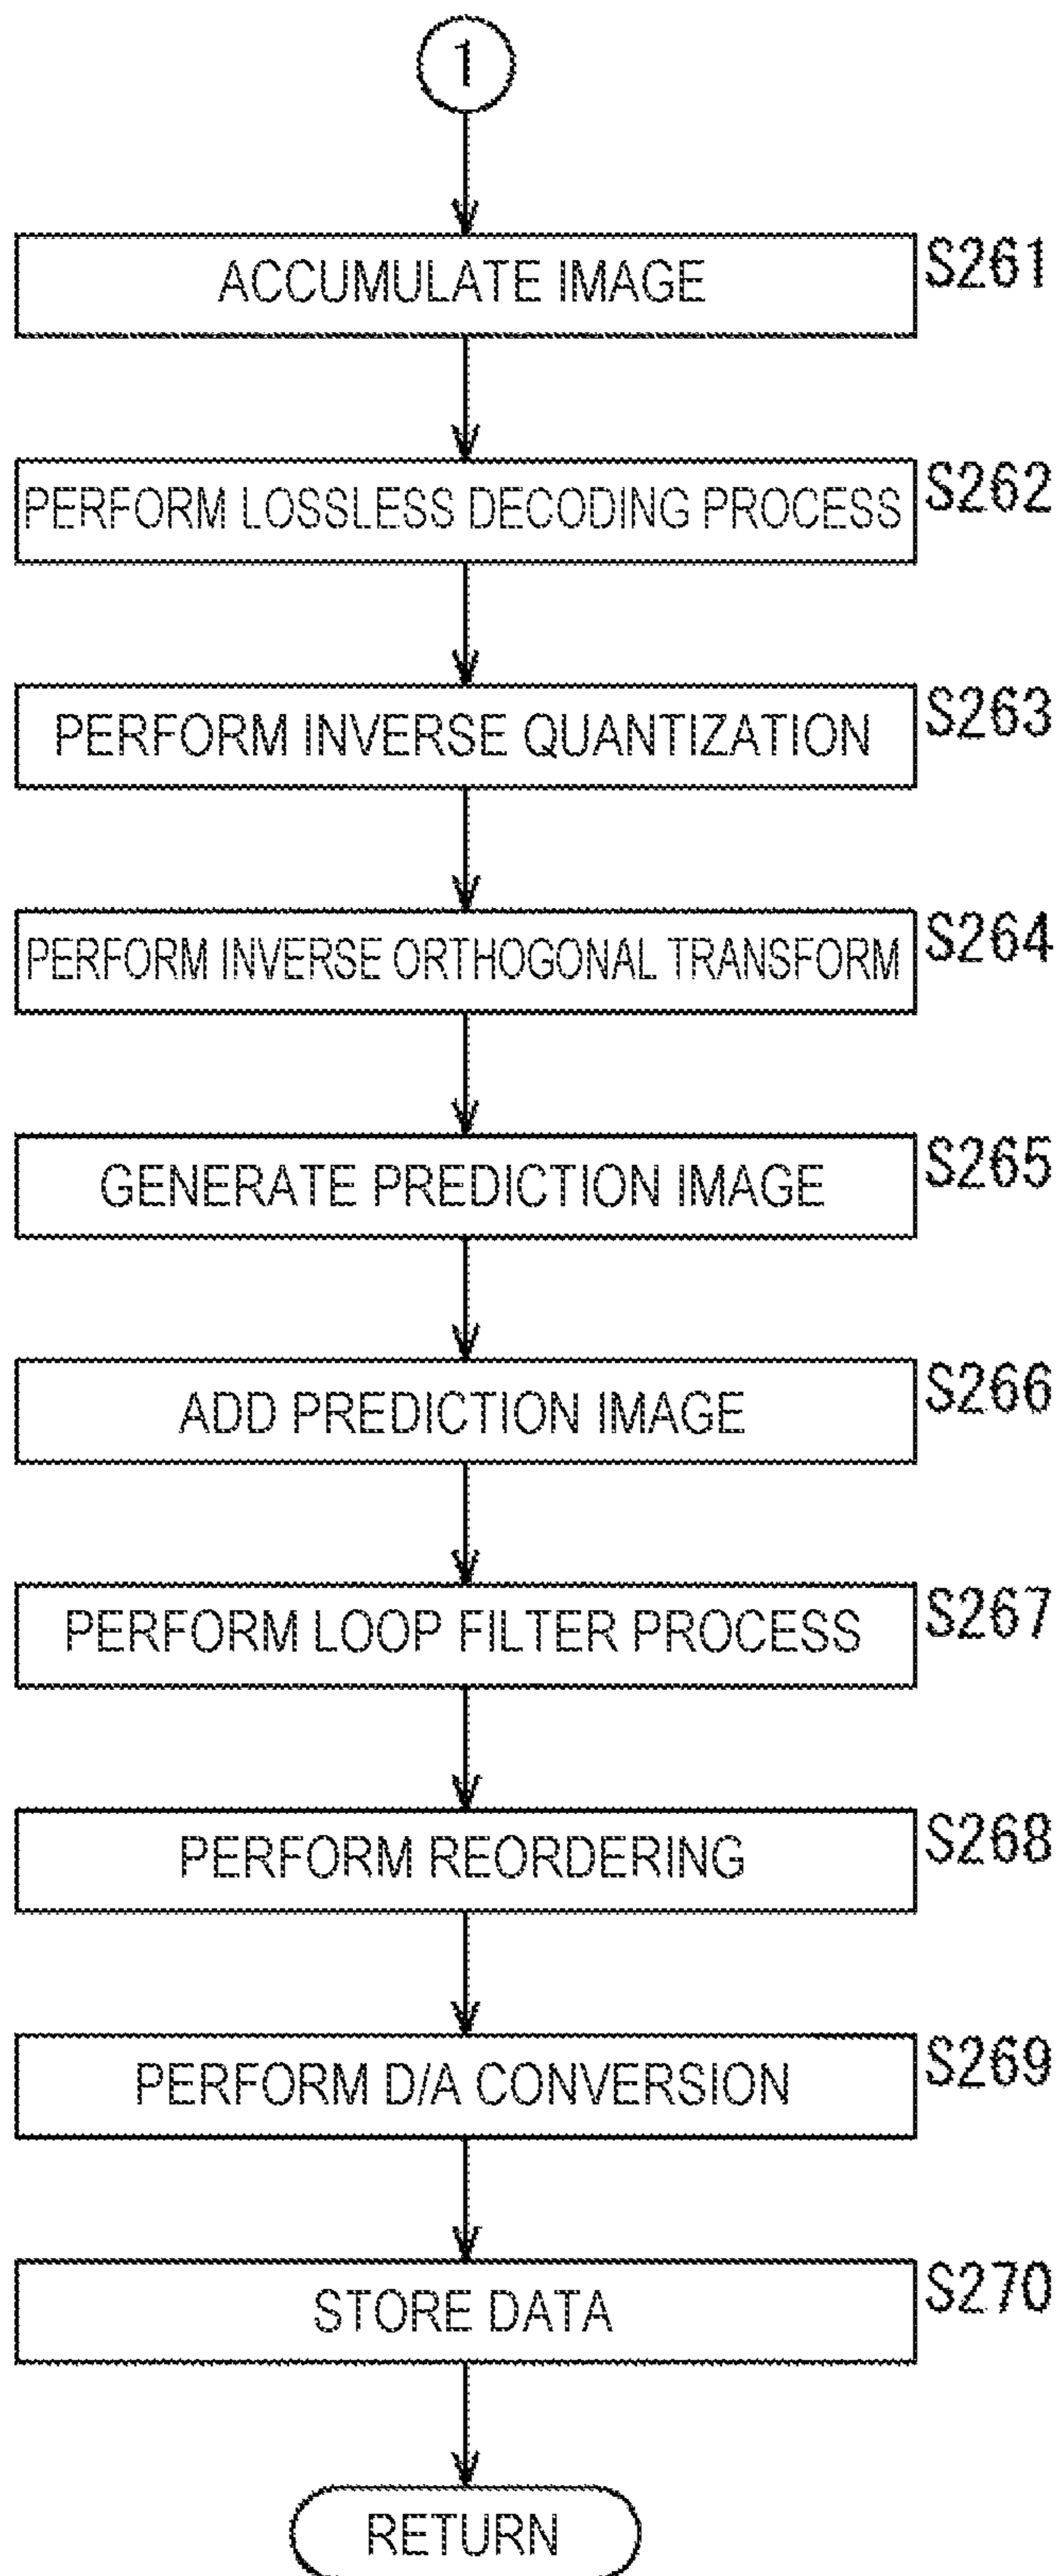 1
ACCUMULATE IMAGE S261
PERFORM LOSSLESS DECODING PROCESS S262
PERFORM INVERSE QUANTIZATION S263
PERFORM INVERSE ORTHOGONAL TRANSFORM S264
GENERATE PREDICTION IMAGE S265
ADD PREDICTION IMAGE S266
PERFORM LOOP FILTER PROCESS S267
PERFORM REORDERING S268
PERFORM D/A CONVERSION S269
STORE DATA S270
RETURN